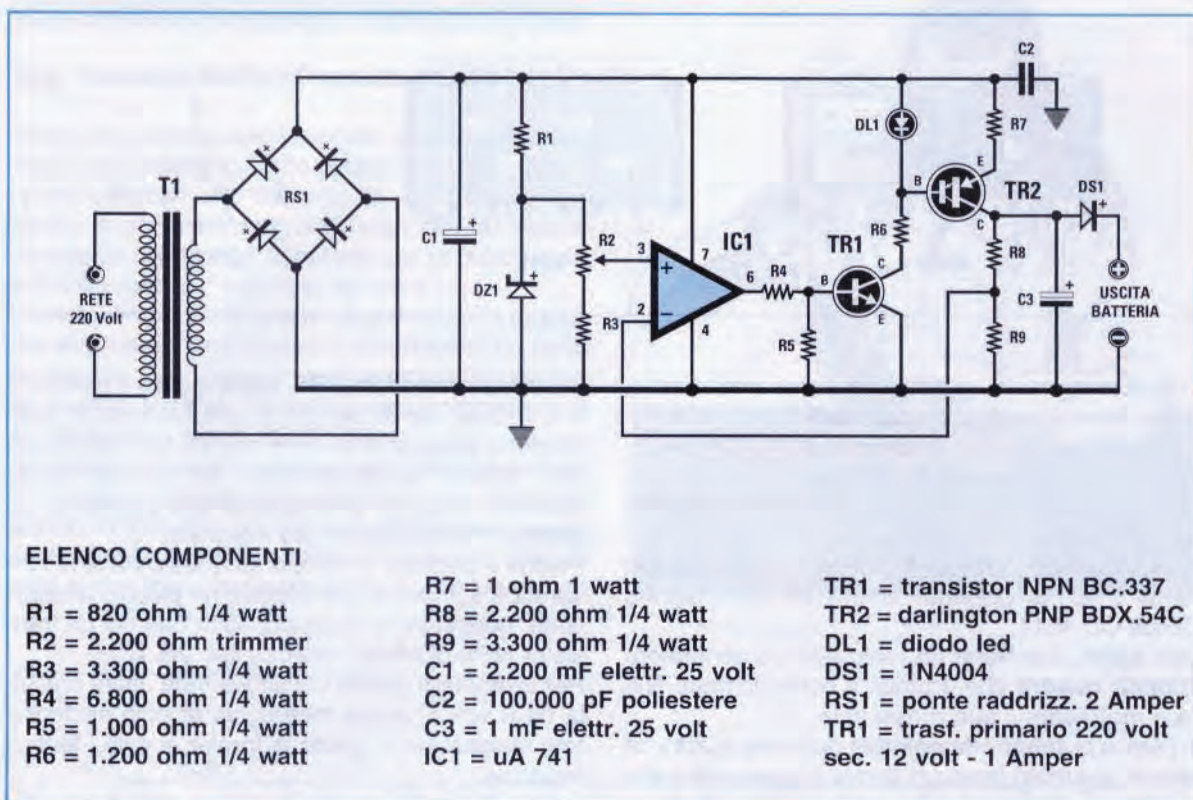 C2
DL1
R7
R1
E
B
TR2
DS1
T1
RS1
C
R6
R8
C1
R2
3
7
IC1
TR1
C
DZ1
6
R4
B
C3
RETE
220 Volt
2
R3
4
R5
E
R9
USCITA
BATTERIA
ELENCO COMPONENTI
R1 = 820 ohm 1/4 watt
R2 = 2.200 ohm trimmer
R3 = 3.300 ohm 1/4 watt
R4 = 6.800 ohm 1/4 watt
R5 = 1.000 ohm 1/4 watt
R6 = 1.200 ohm 1/4 watt
R7 = 1 ohm 1 watt
R8 = 2.200 ohm 1/4 watt
R9 = 3.300 ohm 1/4 watt
C1 = 2.200 mF elettr. 25 volt
C2 = 100.000 pF poliestere
C3 = 1 mF elettr. 25 volt
IC1 = uA 741
TR1 = transistor NPN BC.337
TR2 = darlington PNP BDX.54C
DL1 = diodo led
DS1 = 1N4004
RS1 = ponte raddrizz. 2 Amper
TR1 = trasf. primario 220 volt
sec. 12 volt - 1 Amper